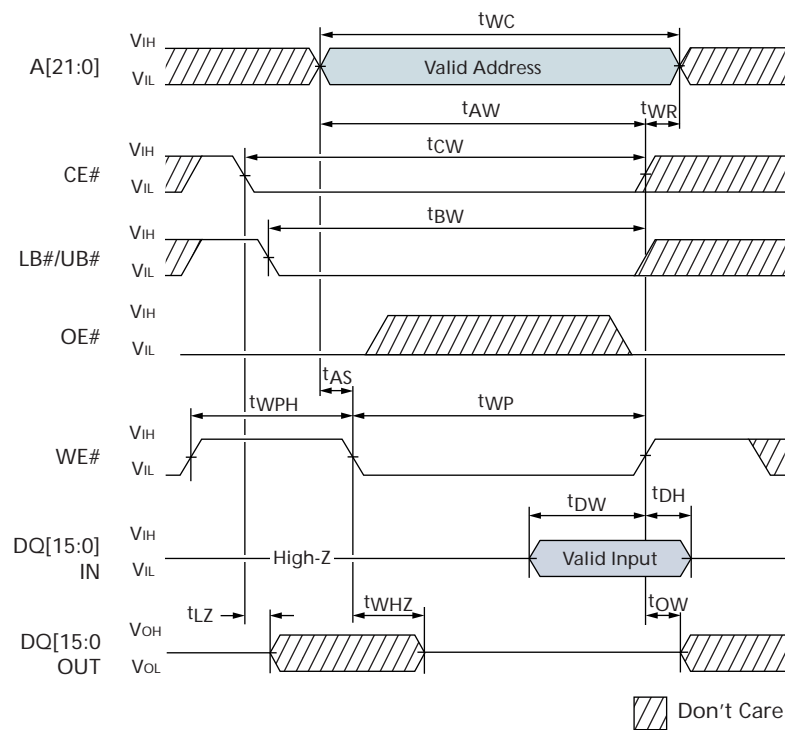 tWC
VIH
A[21:0] Valid Address
VIL
tAW tWR
VIH tCW
CE#
VIL
VIH tBW
LB#/UB#
VIL
VIH
OE#
VIL
tAS
tWPH tWP
VIH
WE#
VIL
tDW tDH
DQ[15:0] VIH
IN VIL High-Z Valid Input
tLZ tWHZ tOW
DQ[15:0 VOH
OUT VOL
Don't Care